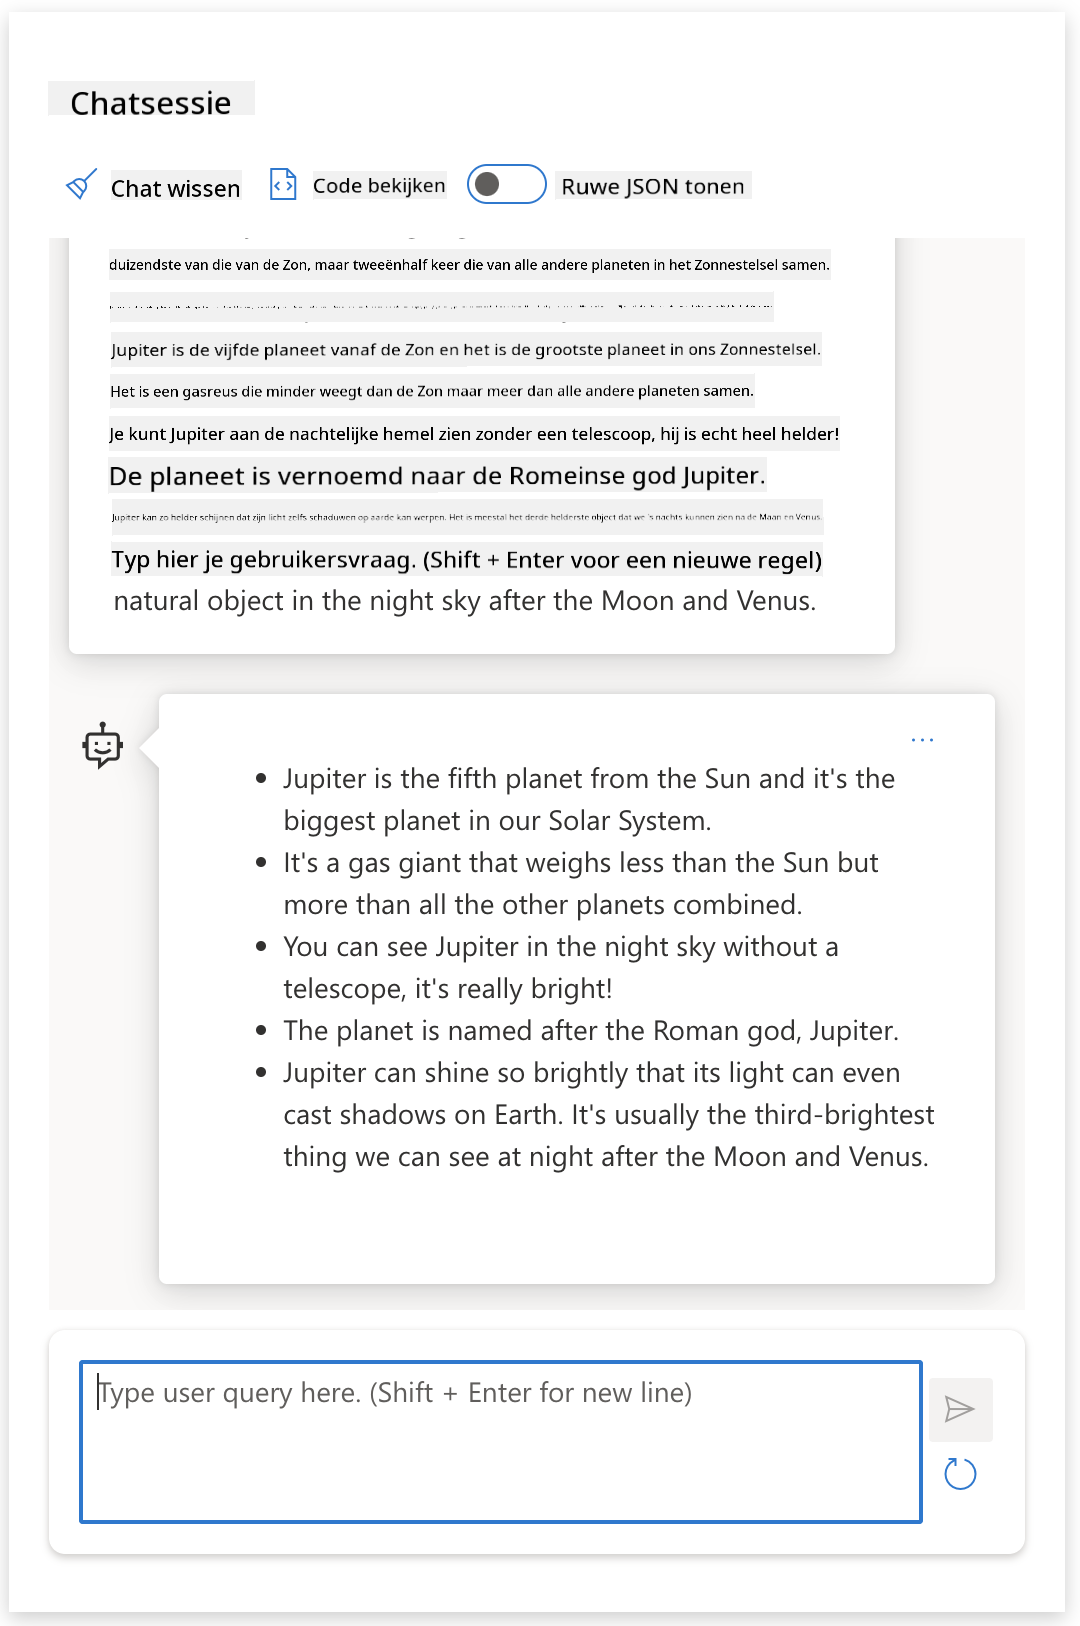 Chatsessie
Chat wissen
Code bekijken
Ruwe JSON tonen
duizendste van die van de Zon, maar tweeënhalf keer die van alle andere planeten in het Zonnestelsel samen.
Jupiter is de vijfde planeet vanaf de Zon en het is de grootste planeet in ons Zonnestelsel.
Het is een gasreus die minder weegt dan de Zon maar meer dan alle andere planeten samen.
Je kunt Jupiter aan de nachtelijke hemel zien zonder een telescoop, hij is echt heel helder!
De planeet is vernoemd naar de Romeinse god Jupiter.
Jupiter kan zo helder schijnen dat zijn licht zelfs schaduwen op aarde kan werpen. Het is meestal het derde helderste object dat we 's nachts kunnen zien na de Maan en Venus.
Typ hier je gebruikersvraag. (Shift + Enter voor een nieuwe regel)
natural object in the night sky after the Moon and Venus.
• Jupiter is the fifth planet from the Sun and it's the
biggest planet in our Solar System.
• It's a gas giant that weighs less than the Sun but
more than all the other planets combined.
• You can see Jupiter in the night sky without a
telescope, it's really bright!
• The planet is named after the Roman god, Jupiter.
• Jupiter can shine so brightly that its light can even
cast shadows on Earth. It's usually the third-brightest
thing we can see at night after the Moon and Venus.
Type user query here. (Shift + Enter for new line)